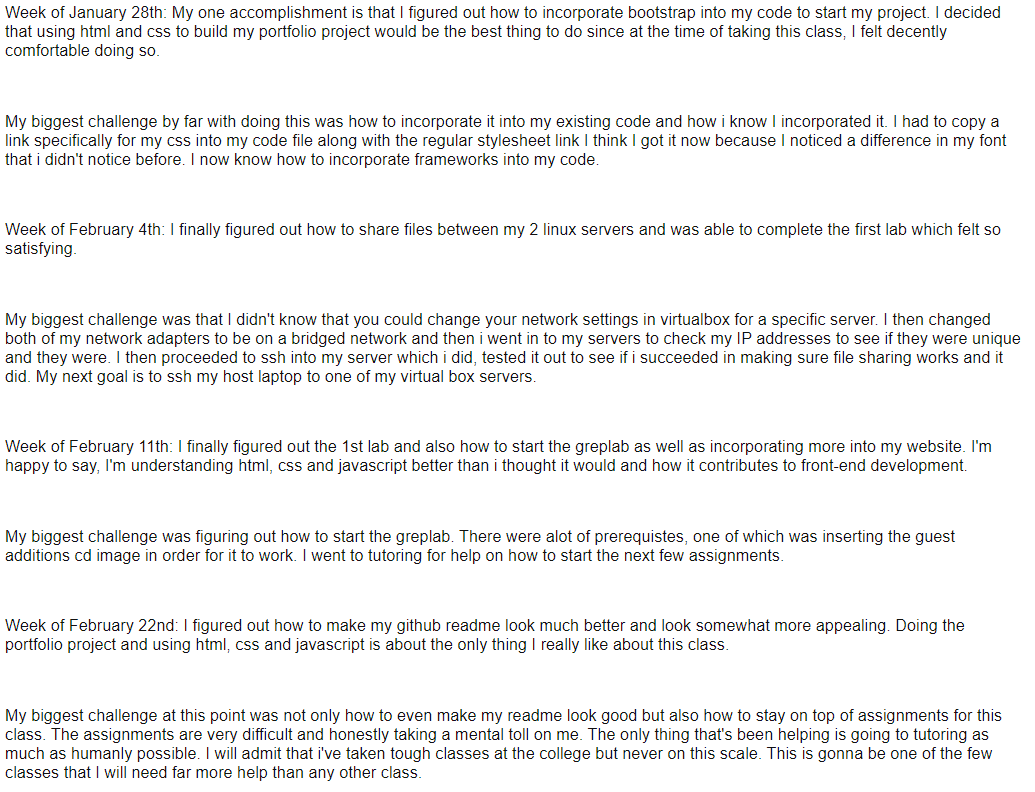 Week of January 28th: My one accomplishment is that I figured out how to incorporate bootstrap into my code to start my project. I decided
that using html and css to build my portfolio project would be the best thing to do since at the time of taking this class, I felt decently
comfortable doing so.
My biggest challenge by far with doing this was how to incorporate it into my existing code and how i know I incorporated it. I had to copy a
link specifically for my css into my code file along with the regular stylesheet link I think I got it now because I noticed a difference in my font
that i didn't notice before. I now know how to incorporate frameworks into my code.
Week of February 4th: I finally figured out how to share files between my 2 linux servers and was able to complete the first lab which felt so
satisfying.
My biggest challenge was that I didn't know that you could change your network settings in virtualbox for a specific server. I then changed
both of my network adapters to be on a bridged network and then i went in to my servers to check my IP addresses to see if they were unique
and they were. I then proceeded to ssh into my server which i did, tested it out to see if i succeeded in making sure file sharing works and it
did. My next goal is to ssh my host laptop to one of my virtual box servers.
Week of February 11th: I finally figured out the 1st lab and also how to start the greplab as well as incorporating more into my website. I'm
happy to say, I'm understanding html, css and javascript better than i thought it would and how it contributes to front-end development.
My biggest challenge was figuring out how to start the greplab. There were alot of prerequistes, one of which was inserting the guest
additions cd image in order for it to work. I went to tutoring for help on how to start the next few assignments.
Week of February 22nd: I figured out how to make my github readme look much better and look somewhat more appealing. Doing the
portfolio project and using html, css and javascript is about the only thing I really like about this class.
My biggest challenge at this point was not only how to even make my readme look good but also how to stay on top of assignments for this
class. The assignments are very difficult and honestly taking a mental toll on me. The only thing that's been helping is going to tutoring as
much as humanly possible. I will admit that i've taken tough classes at the college but never on this scale. This is gonna be one of the few
classes that I will need far more help than any other class.